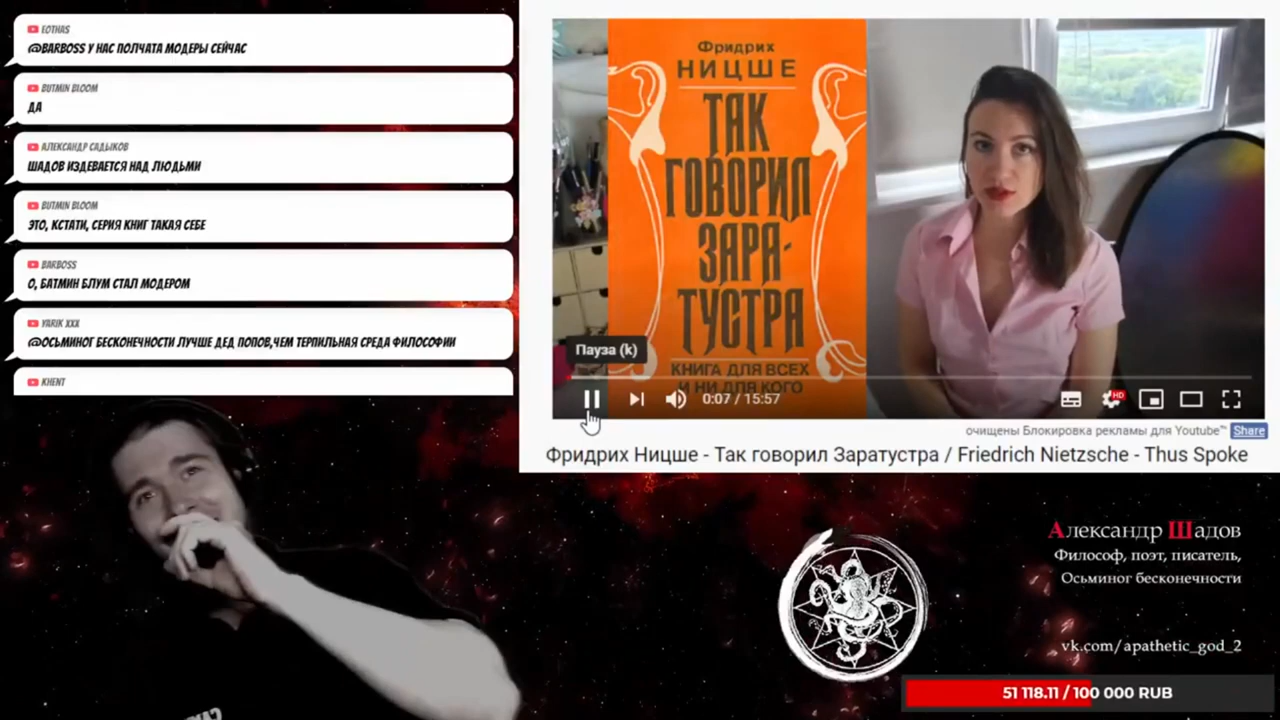 EOTHAS
@BARBOSS У НАС ПОЛЧАТА МОДЕРЫ СЕЙЧАС
BUTMIN BLOOM
ДА
АЛЕКСАНДР САДЫКОВ
ШАДОВ ИЗДЕВАЕТСЯ НАД ЛЮДЬМИ
BUTMIN BLOOM
ЭТО, КСТАТИ, СЕРИЯ КНИГ ТАКАЯ СЕБЕ
BARBOSS
О, БАТМИН БЛУМ СТАЛ МОДЕРОМ
YARIK XXX
@ОСЬМИНОГ БЕСКОНЕЧНОСТИ ЛУЧШЕ ДЕД ПОПОВ,ЧЕМ ТЕРПИЛЬНАЯ СРЕДА ФИЛОСОФИИ
KHENT
Фридрих
НИЦШЕ
ТАК
ГОВОРИЛ
ЗАРА-
ТУСТРА
КНИГА ДЛЯ ВСЕХ
И НИ ДЛЯ КОГО
Пауза (k)
0:07 / 15:57
HD
очищены Блокировка рекламы для Youtube™ Share
Фридрих Ницше - Так говорил Заратустра / Friedrich Nietzsche - Thus Spoke
Александр Шадов
Философ, поэт, писатель,
Осьминог бесконечности
vk.com/apathetic_god_2
51 118.11 / 100 000 RUB